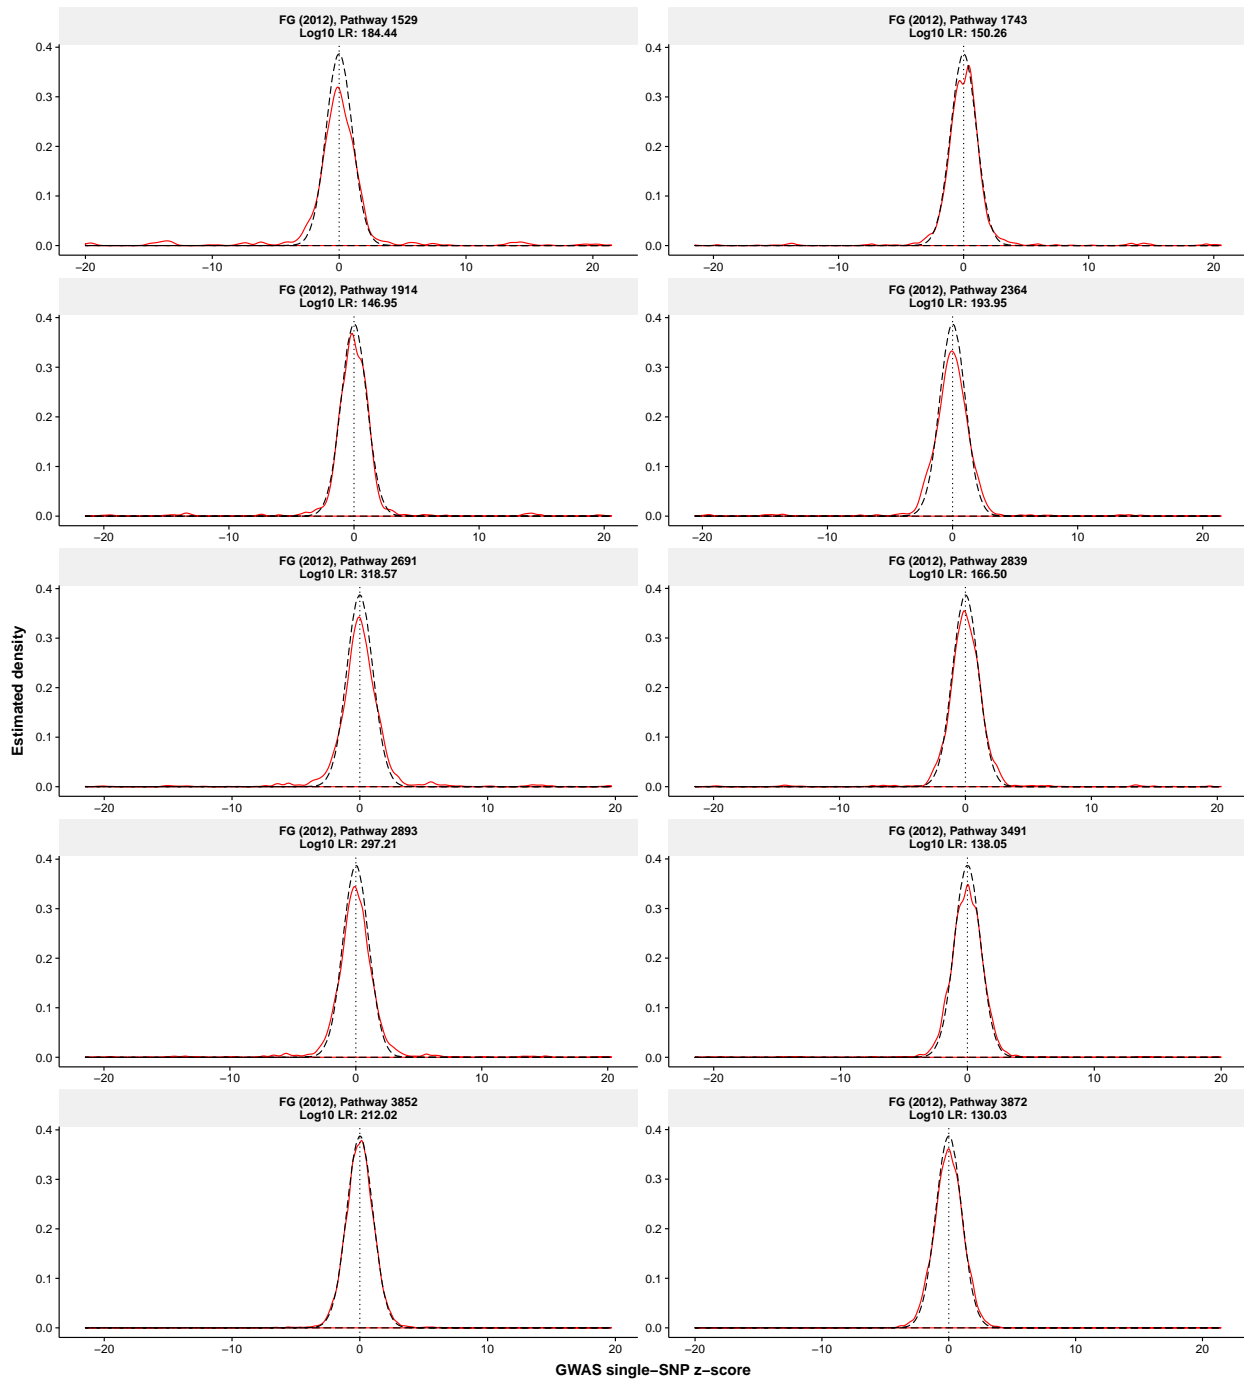 FG (2012), Pathway 1529
Log10 LR: 184.44
0.4
0.3
0.2
0.1
0.0
−20 −10 0 10 20
FG (2012), Pathway 1743
Log10 LR: 150.26
0.4
0.3
0.2
0.1
0.0
−20 −10 0 10 20
FG (2012), Pathway 1914
Log10 LR: 146.95
0.4
0.3
0.2
0.1
0.0
−20 −10 0 10 20
FG (2012), Pathway 2364
Log10 LR: 193.95
0.4
0.3
0.2
0.1
0.0
−20 −10 0 10 20
Estimated density
FG (2012), Pathway 2691
Log10 LR: 318.57
0.4
0.3
0.2
0.1
0.0
−20 −10 0 10 20
FG (2012), Pathway 2839
Log10 LR: 166.50
0.4
0.3
0.2
0.1
0.0
−20 −10 0 10 20
FG (2012), Pathway 2893
Log10 LR: 297.21
0.4
0.3
0.2
0.1
0.0
−20 −10 0 10 20
FG (2012), Pathway 3491
Log10 LR: 138.05
0.4
0.3
0.2
0.1
0.0
−20 −10 0 10 20
FG (2012), Pathway 3852
Log10 LR: 212.02
0.4
0.3
0.2
0.1
0.0
−20 −10 0 10 20
FG (2012), Pathway 3872
Log10 LR: 130.03
0.4
0.3
0.2
0.1
0.0
−20 −10 0 10 20
GWAS single−SNP z−score